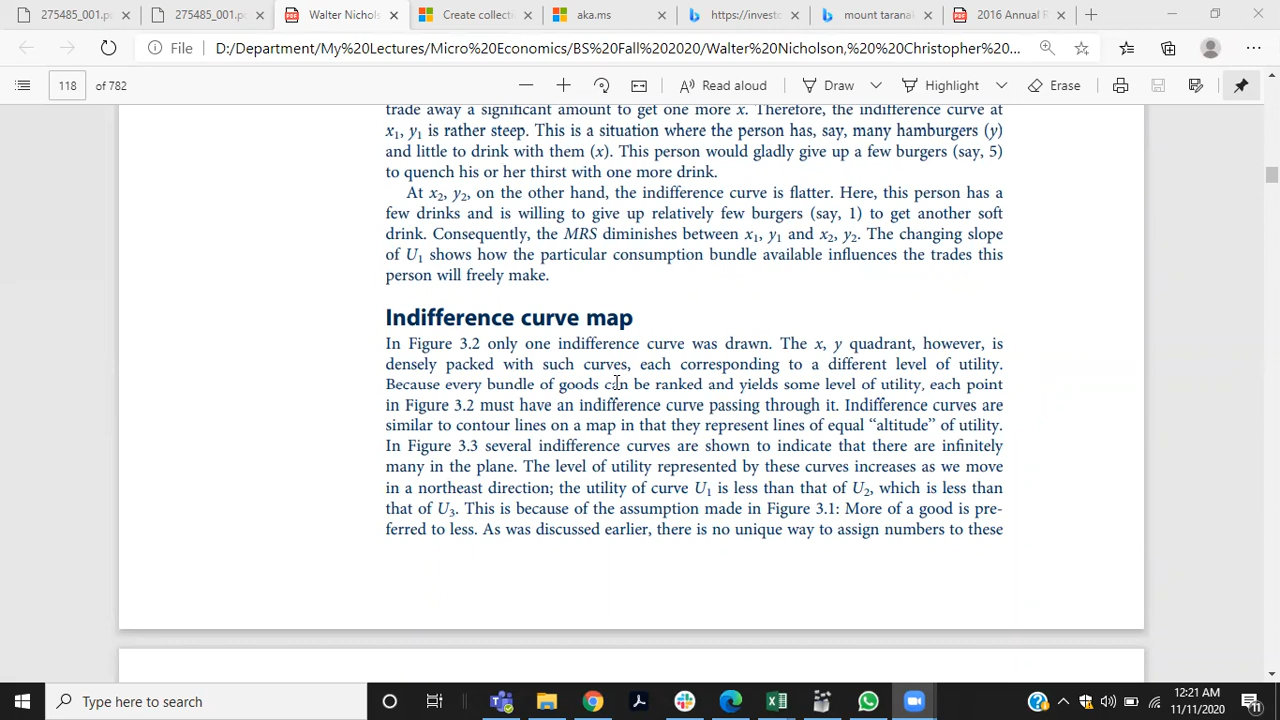 275485_001.p
275485_001.p
Walter Nichols
Create collect
aka.ms
https://invest
mount taranak
2016 Annual R
File
D:/Department/My%20Lectures/Micro%20Economics/BS%20Fall%202020/Walter%20Nicholson,%20%20Christopher%20...
118 of 782
Read aloud
Draw
Highlight
Erase
trade away a significant amount to get one more x. Therefore, the indifference curve at
x₁, y₁ is rather steep. This is a situation where the person has, say, many hamburgers (y)
and little to drink with them (x). This person would gladly give up a few burgers (say, 5)
to quench his or her thirst with one more drink.
At x₂, y₂, on the other hand, the indifference curve is flatter. Here, this person has a
few drinks and is willing to give up relatively few burgers (say, 1) to get another soft
drink. Consequently, the MRS diminishes between x₁, y₁ and x₂, y₂. The changing slope
of U₁ shows how the particular consumption bundle available influences the trades this
person will freely make.
Indifference curve map
In Figure 3.2 only one indifference curve was drawn. The x, y quadrant, however, is
densely packed with such curves, each corresponding to a different level of utility.
Because every bundle of goods can be ranked and yields some level of utility, each point
in Figure 3.2 must have an indifference curve passing through it. Indifference curves are
similar to contour lines on a map in that they represent lines of equal “altitude” of utility.
In Figure 3.3 several indifference curves are shown to indicate that there are infinitely
many in the plane. The level of utility represented by these curves increases as we move
in a northeast direction; the utility of curve U₁ is less than that of U₂, which is less than
that of U₃. This is because of the assumption made in Figure 3.1: More of a good is pre-
ferred to less. As was discussed earlier, there is no unique way to assign numbers to these
Type here to search
12:21 AM
11/11/2020
11